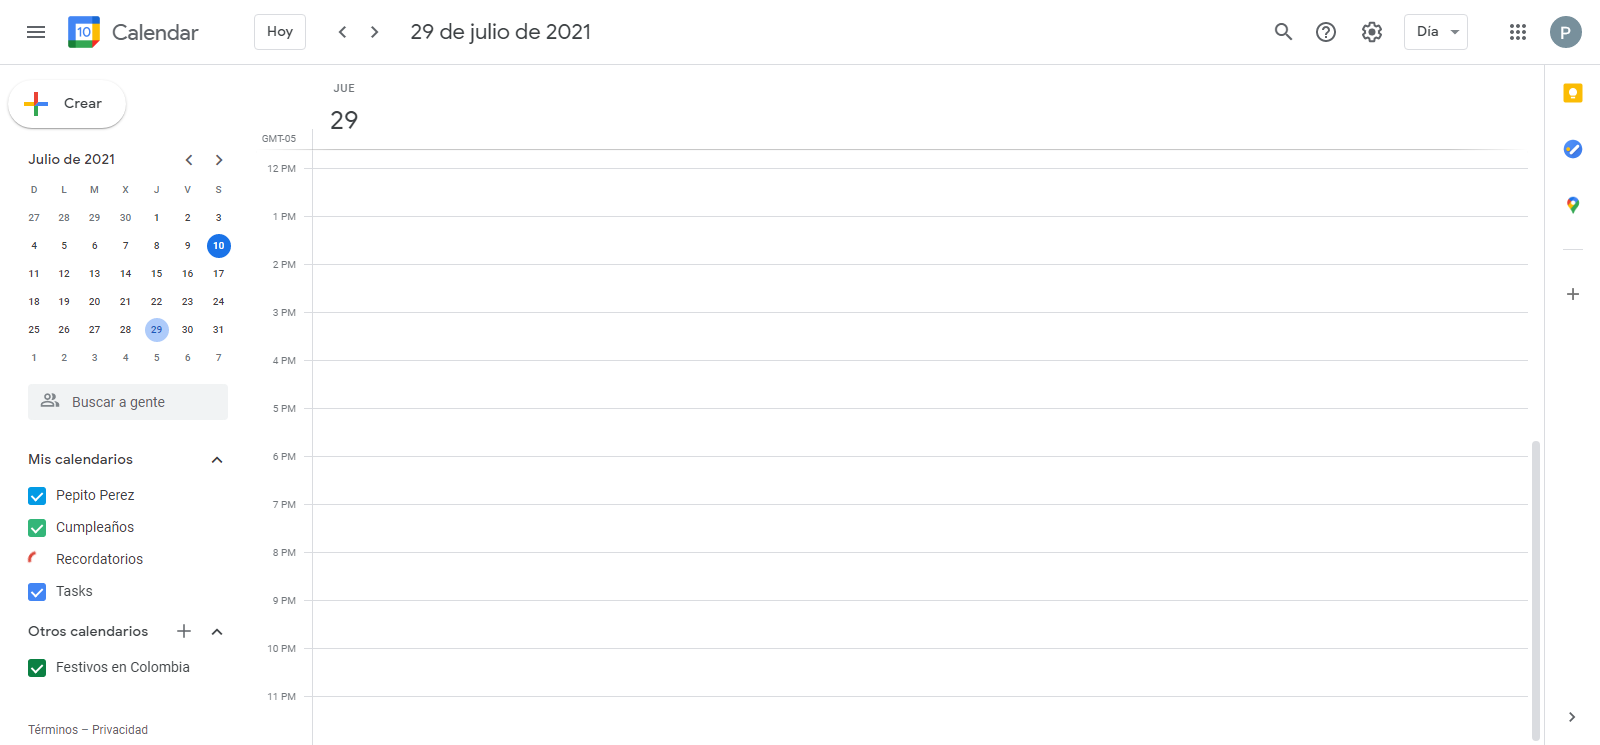 10 Calendar Hoy 29 de julio de 2021 Día P
Crear
Julio de 2021
D L M X J V S
27 28 29 30 1 2 3
4 5 6 7 8 9 10
11 12 13 14 15 16 17
18 19 20 21 22 23 24
25 26 27 28 29 30 31
1 2 3 4 5 6 7
Buscar a gente
Mis calendarios
Pepito Perez
Cumpleaños
Recordatorios
Tasks
Otros calendarios
Festivos en Colombia
Términos – Privacidad
JUE
29
GMT-05
12 PM
1 PM
2 PM
3 PM
4 PM
5 PM
6 PM
7 PM
8 PM
9 PM
10 PM
11 PM